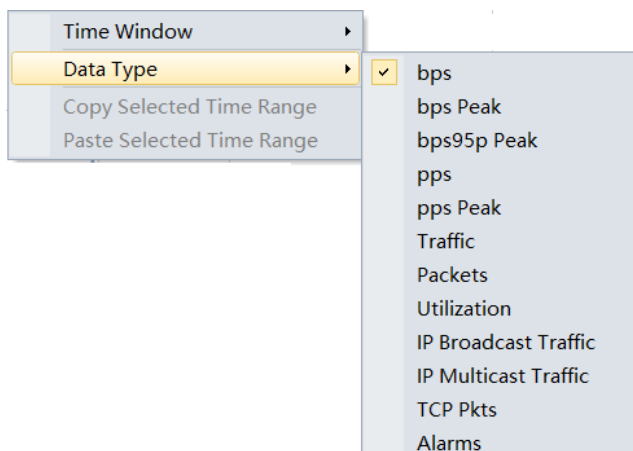 Time Window
Data Type
Copy Selected Time Range
Paste Selected Time Range
bps
bps Peak
bps95p Peak
pps
pps Peak
Traffic
Packets
Utilization
IP Broadcast Traffic
IP Multicast Traffic
TCP Pkts
Alarms